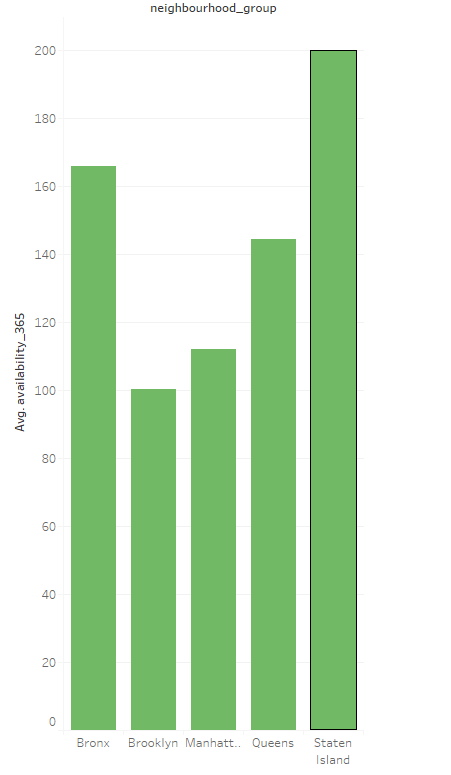 neighbourhood_group
200
180
160
140
120
100
80
60
40
20
0
Avg. availability_365
Bronx
Brooklyn
Manhatt..
Queens
Staten
Island